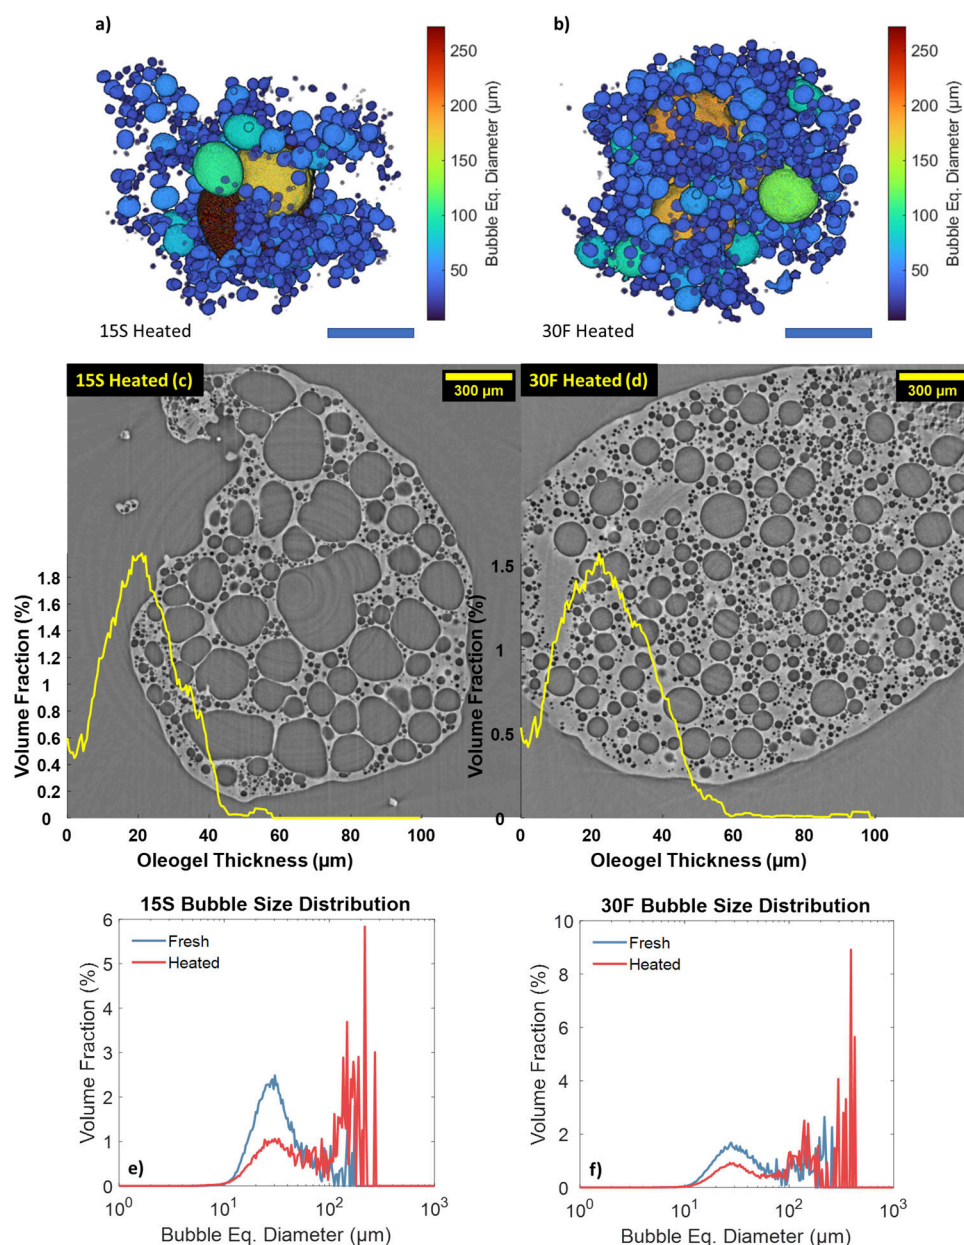 a)
250
200
150
100
50
Bubble Eq. Diameter (µm)
15S Heated
b)
250
200
150
100
50
Bubble Eq. Diameter (µm)
30F Heated
15S Heated (c)
300 µm
1.8
1.6
1.4
1.2
1
0.8
0.6
0.4
0.2
0
Volume Fraction (%)
0 20 40 60 80 100
Oleogel Thickness (µm)
30F Heated (d)
300 µm
1.5
1
0.5
0
Volume Fraction (%)
0 20 40 60 80 100
Oleogel Thickness (µm)
15S Bubble Size Distribution
6
5
4
3
2
1
0
Volume Fraction (%)
Fresh
Heated
e)
10⁰ 10¹ 10² 10³
Bubble Eq. Diameter (µm)
30F Bubble Size Distribution
10
8
6
4
2
0
Volume Fraction (%)
Fresh
Heated
f)
10⁰ 10¹ 10² 10³
Bubble Eq. Diameter (µm)